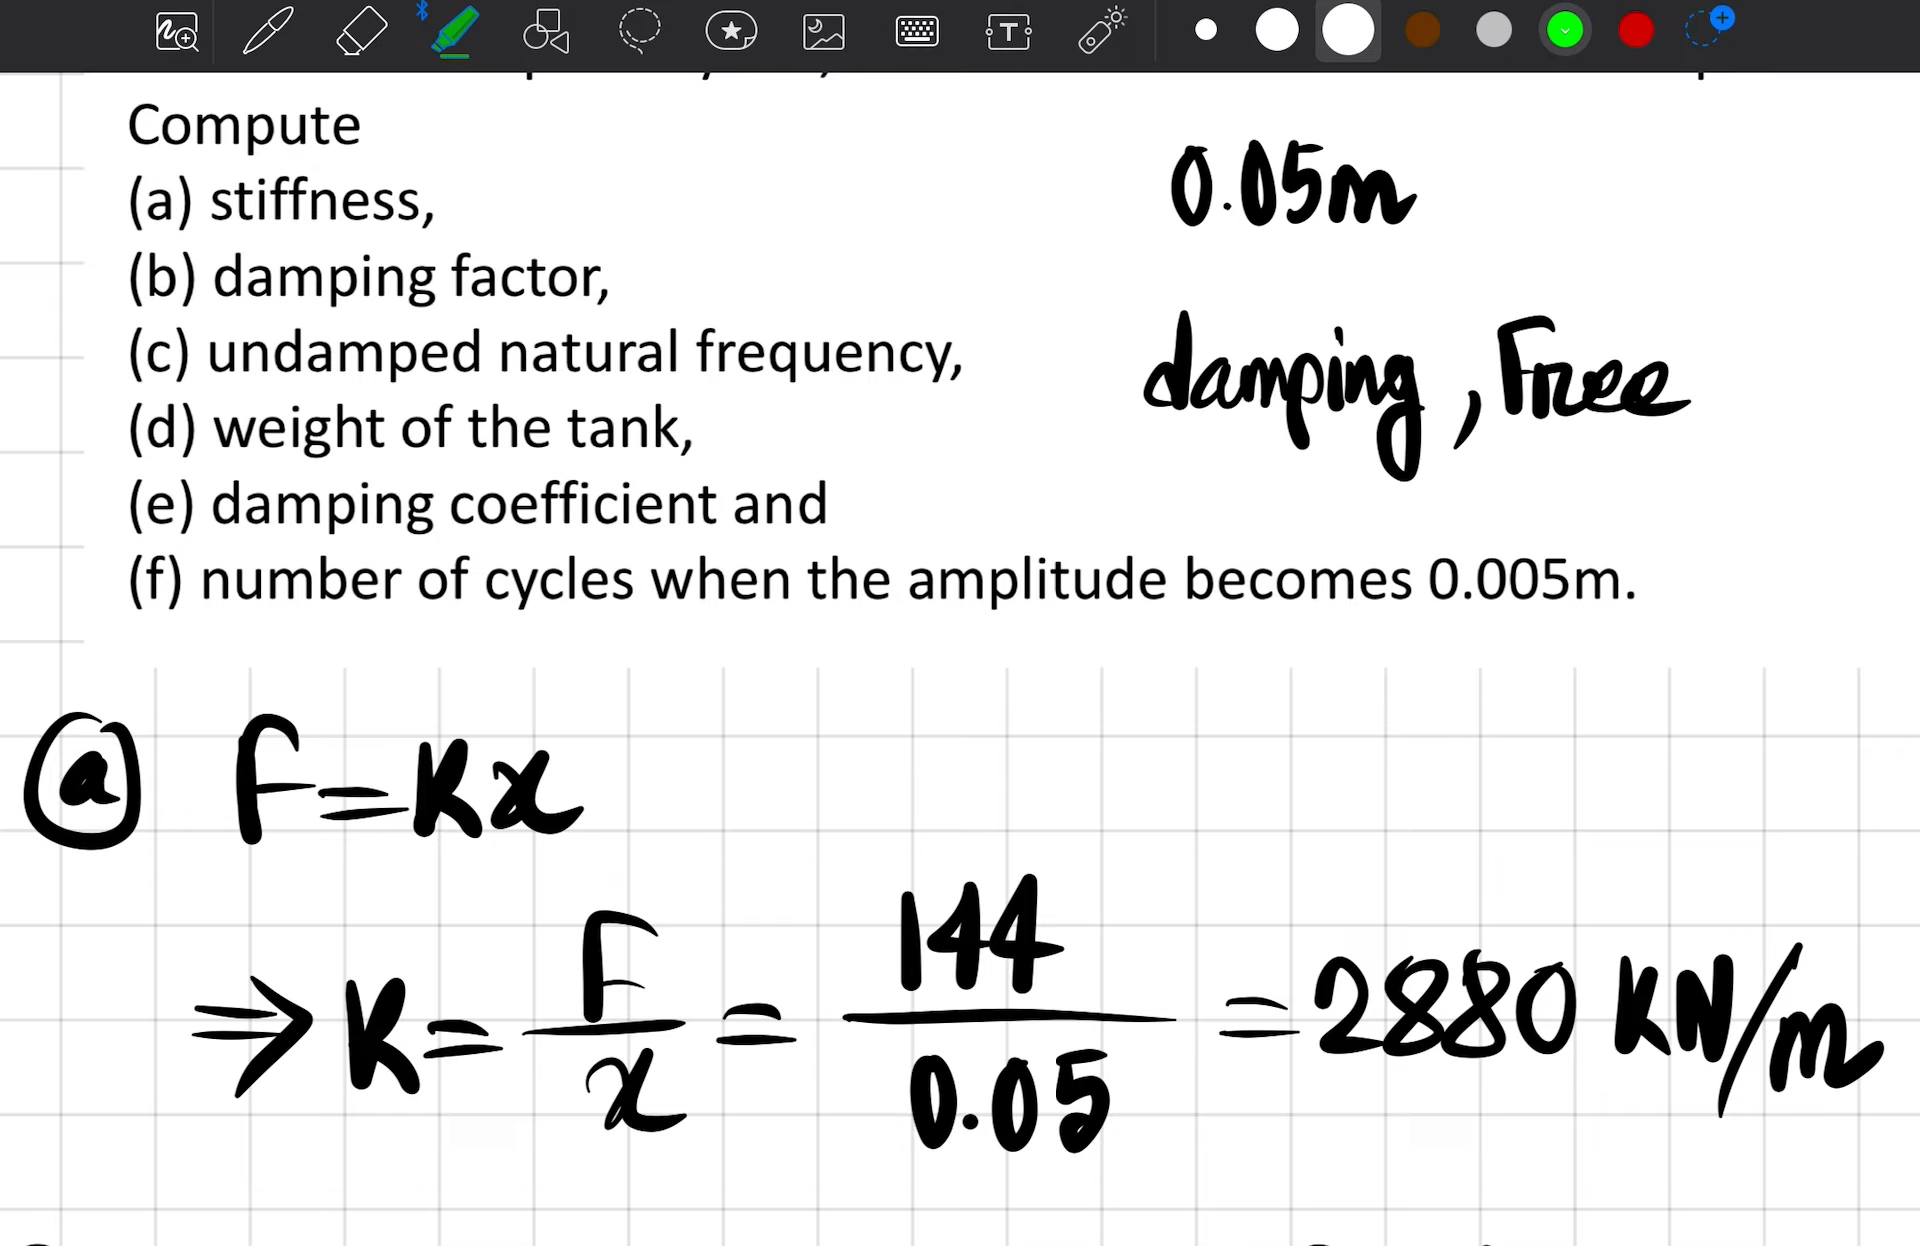 Compute
(a) stiffness,
(b) damping factor,
(c) undamped natural frequency,
(d) weight of the tank,
(e) damping coefficient and
(f) number of cycles when the amplitude becomes 0.005m.
0.05m
damping, Free
(a) F=Kx
⇒ K = F/x = 144/0.05 = 2880 KN/m